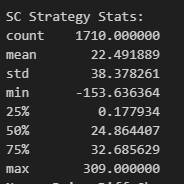 SC Strategy Stats:
count 1710.000000
mean 22.491889
std 38.378261
min -153.636364
25% 0.177934
50% 24.864407
75% 32.685629
max 309.000000